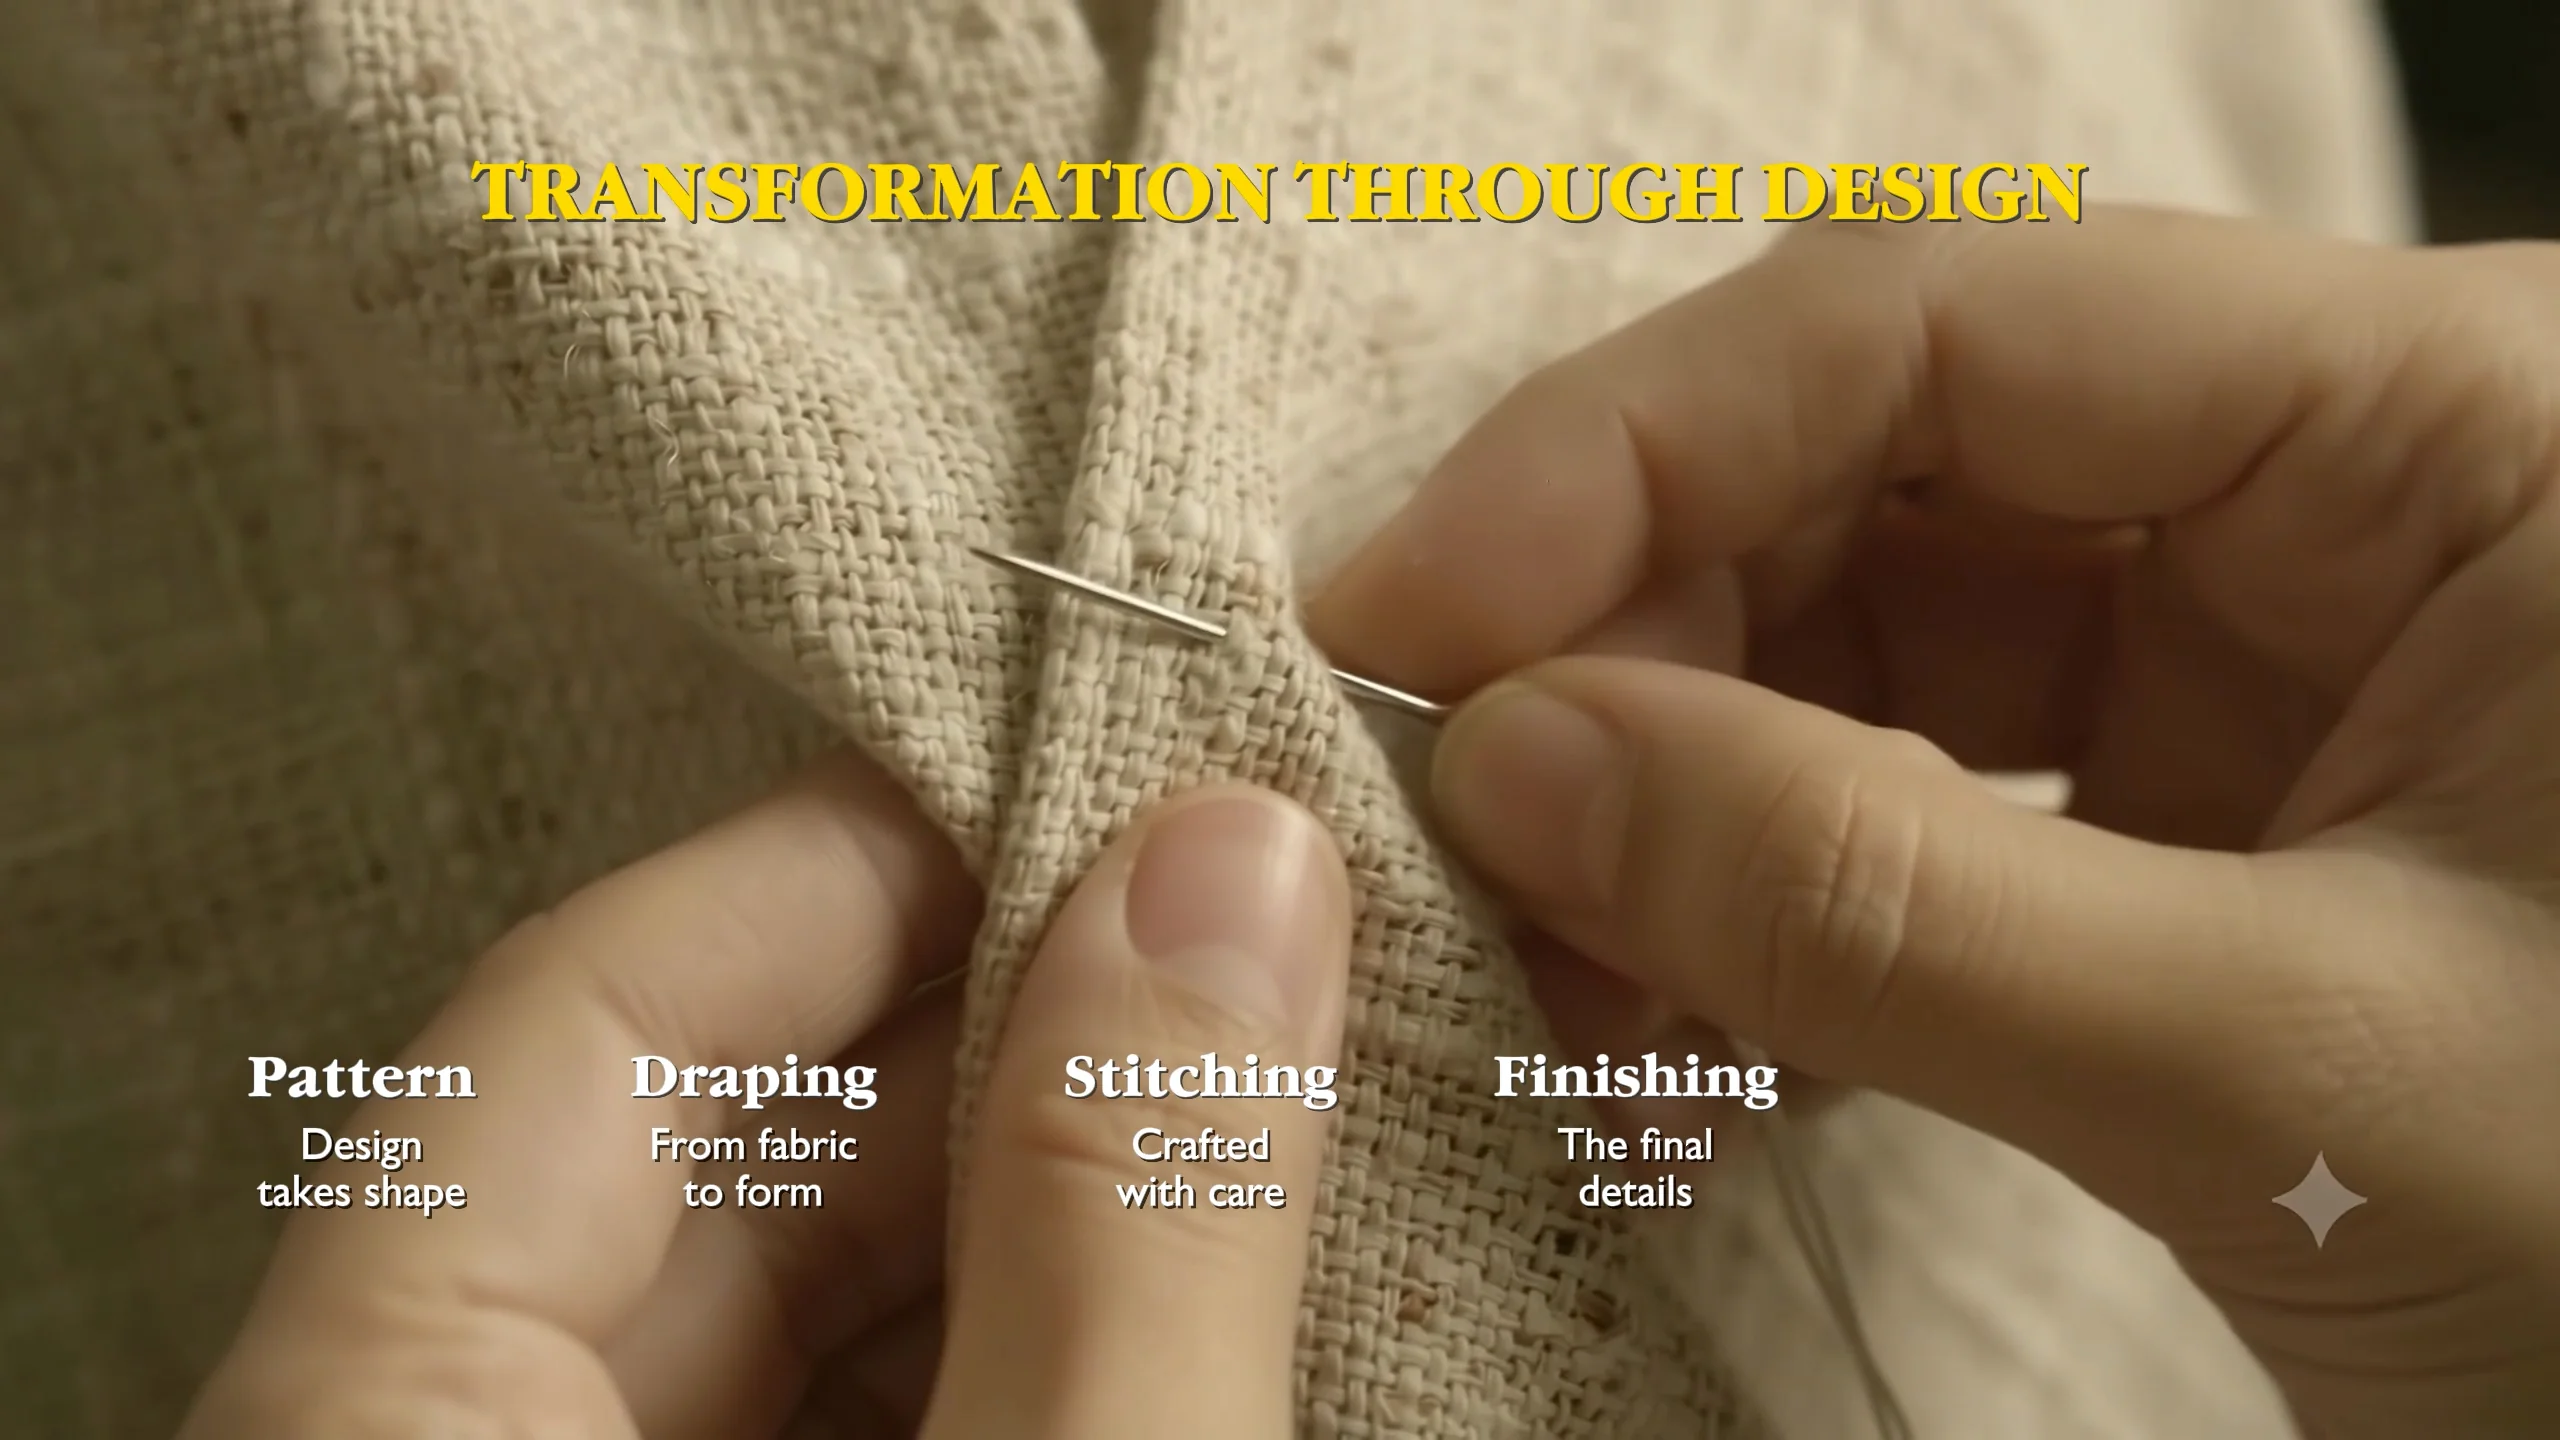 TRANSFORMATION THROUGH DESIGN
Pattern
Design
takes shape
Draping
From fabric
to form
Stitching
Crafted
with care
Finishing
The final
details